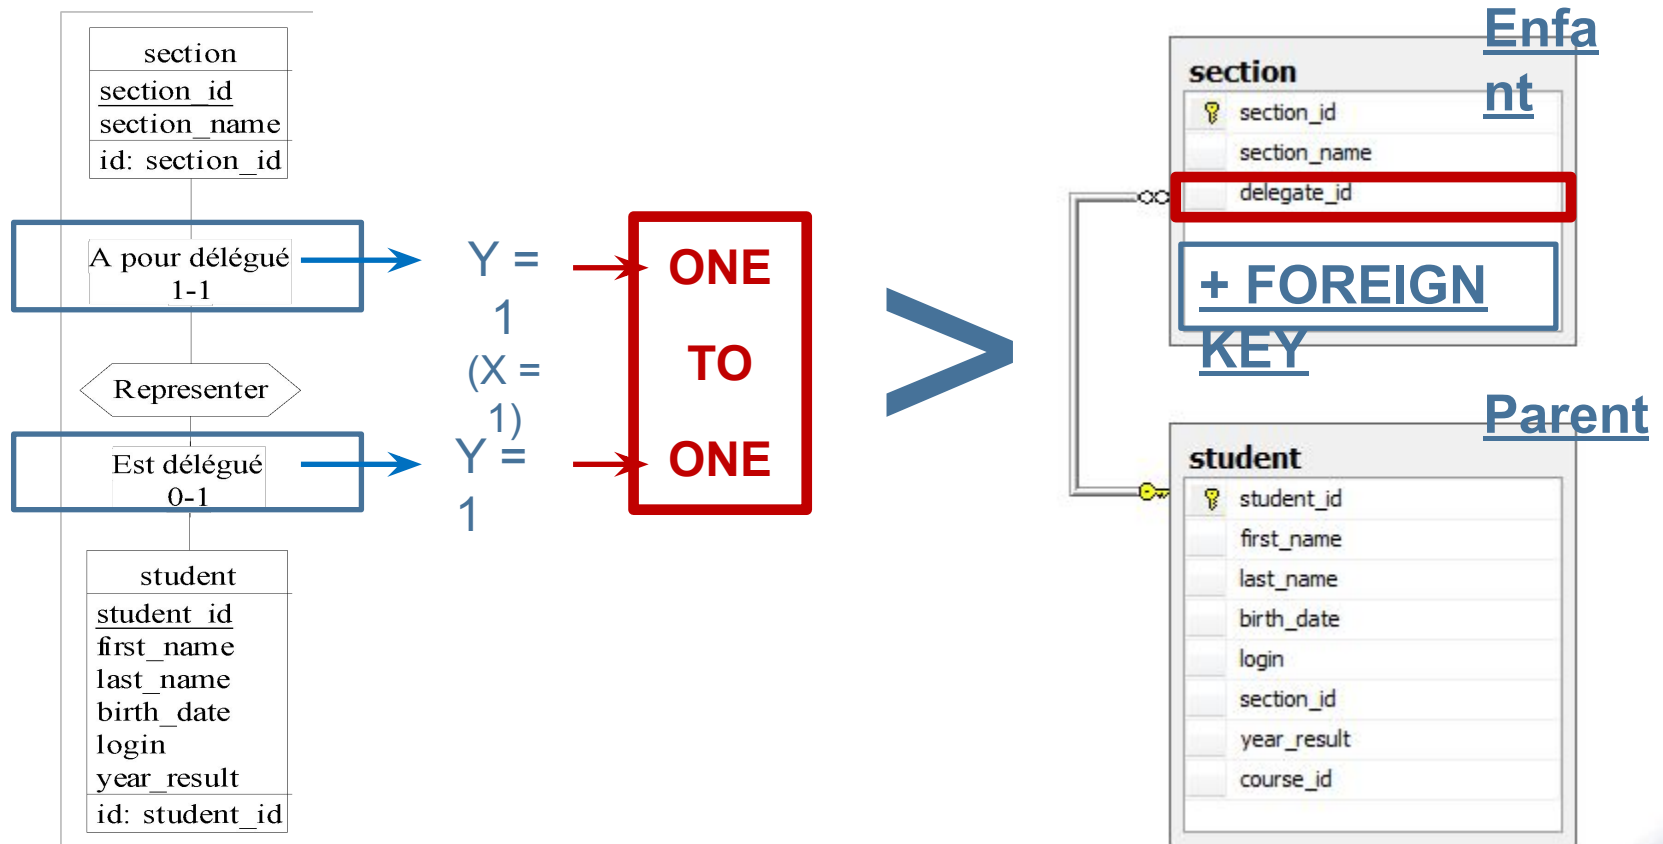 section
section_id
section_name
id: section_id
A pour délégué
1-1
Representer
Est délégué
0-1
student
student_id
first_name
last_name
birth_date
login
year_result
id: student_id
Y =
1
(X =
1)
Y =
1
ONE
TO
ONE
>
Enfa
nt
section
section_id
section_name
delegate_id
+ FOREIGN
KEY
Parent
student
student_id
first_name
last_name
birth_date
login
section_id
year_result
course_id